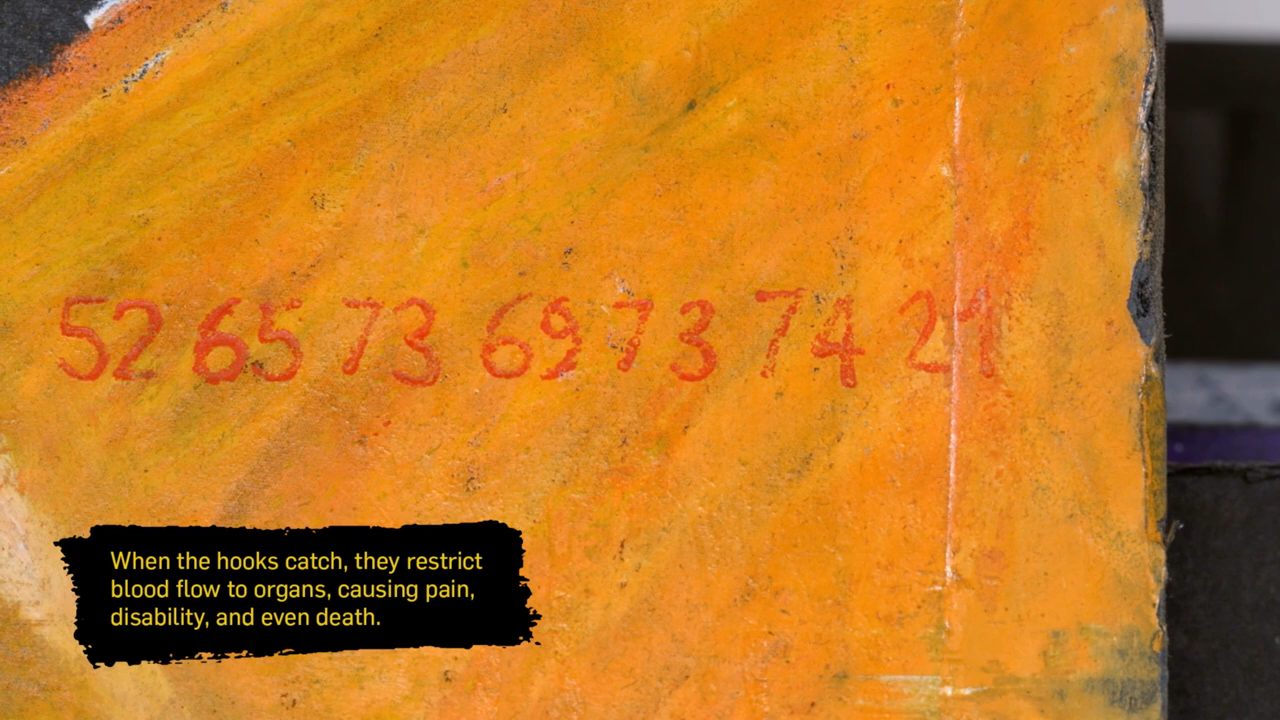 52 65 73 69 73 74 21
When the hooks catch, they restrict
blood flow to organs, causing pain,
disability, and even death.